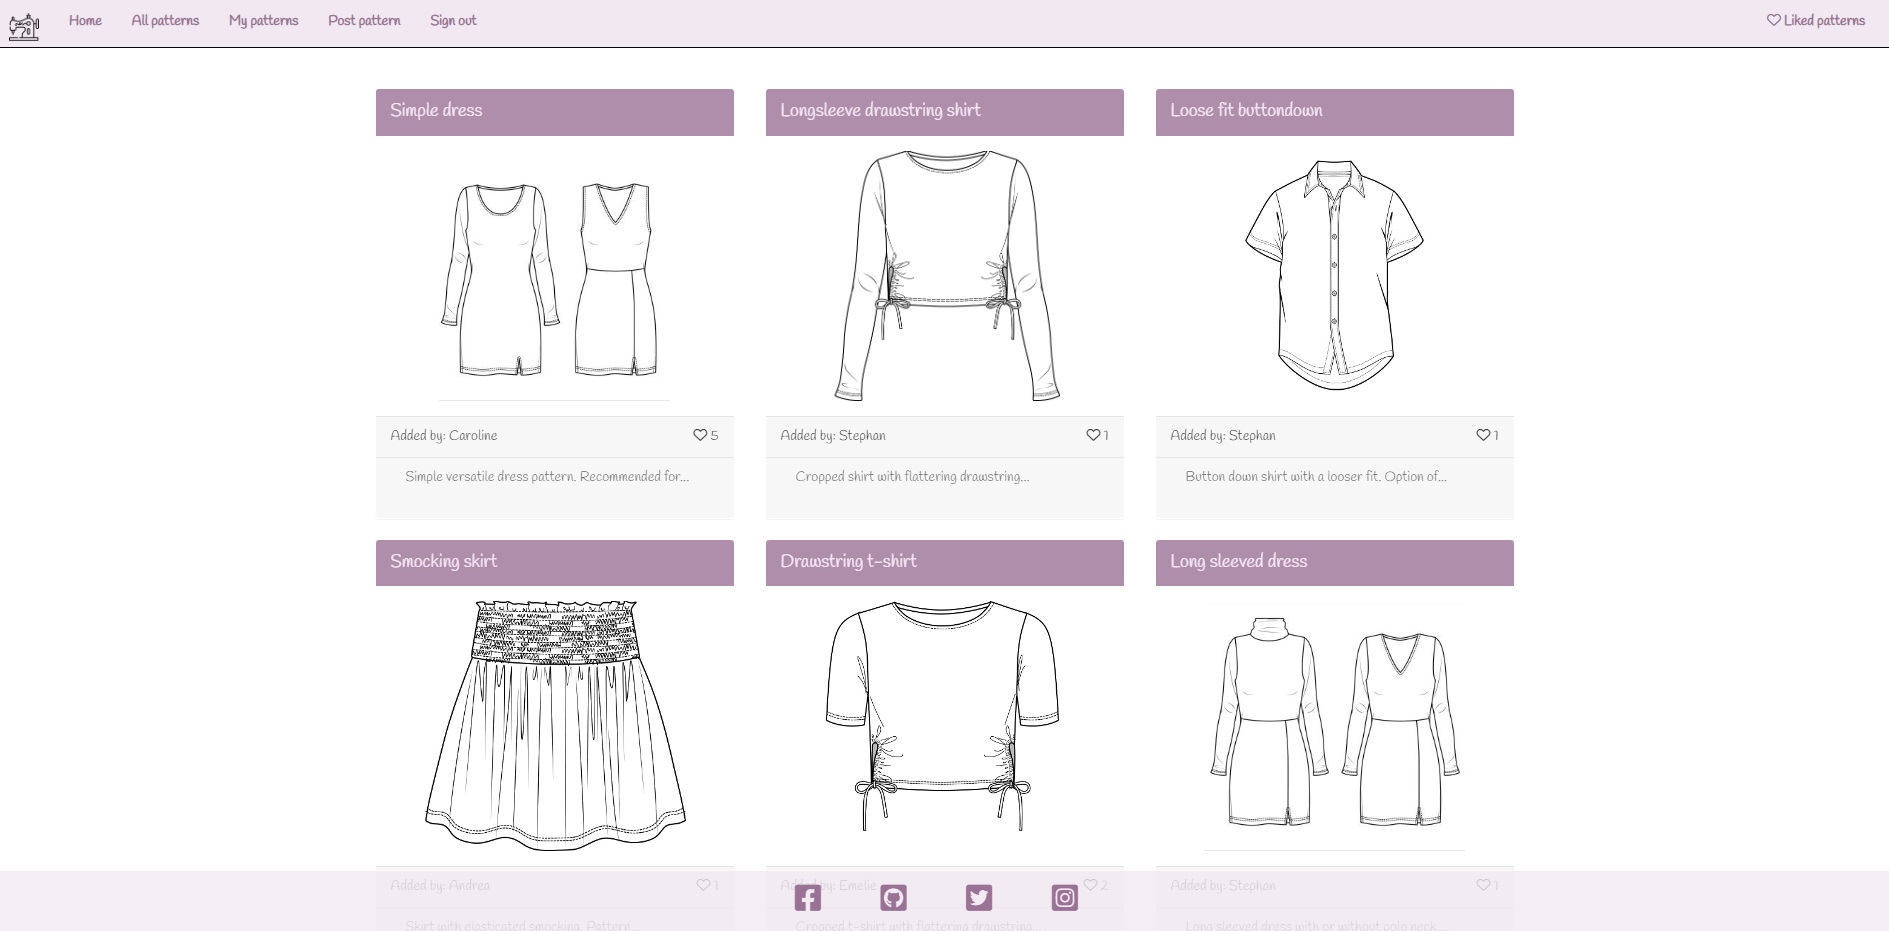 Home All patterns My patterns Post pattern Sign out Liked patterns
Simple dress
Longsleeve drawstring shirt
Loose fit buttondown
Added by: Caroline 5
Added by: Stephan 1
Added by: Stephan 1
Simple versatile dress pattern. Recommended for...
Cropped shirt with flattering drawstring...
Button down shirt with a looser fit. Option of...
Smocking skirt
Drawstring t-shirt
Long sleeved dress
Added by: Andrea 1
Added by: Emelie 2
Added by: Stephan 1
Skirt with elasticated smocking. Pattern...
Cropped t-shirt with flattering drawstring...
Long sleeved dress with or without polo neck...